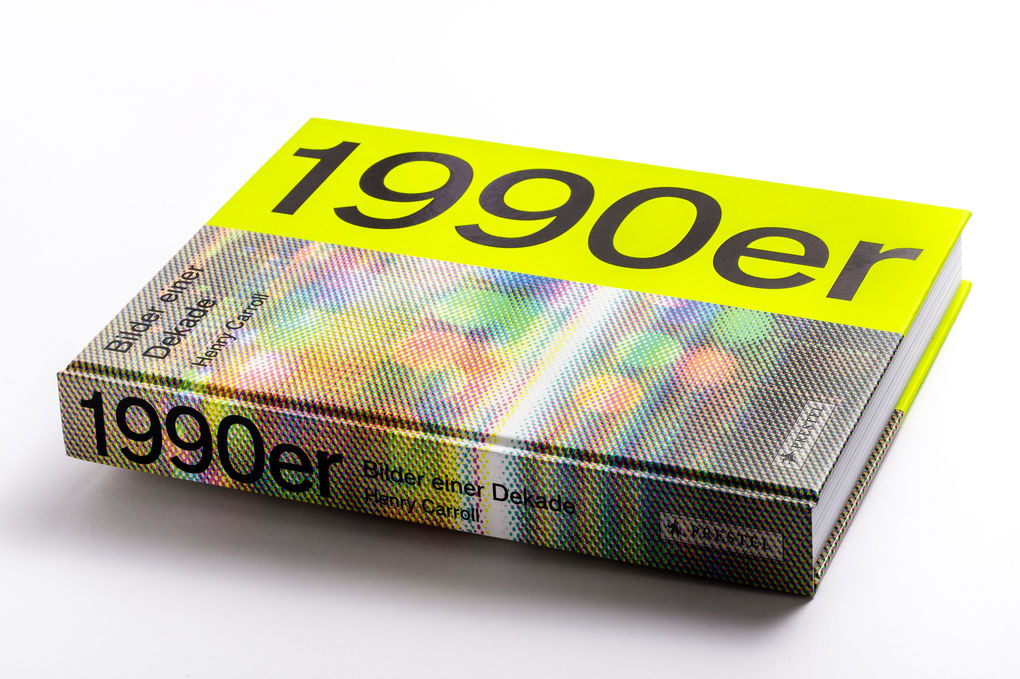 1990er
Bilder einer
Dekade
Henry Carroll
PRESTEL
1990er
Bilder einer Dekade
Henry Carroll
PRESTEL